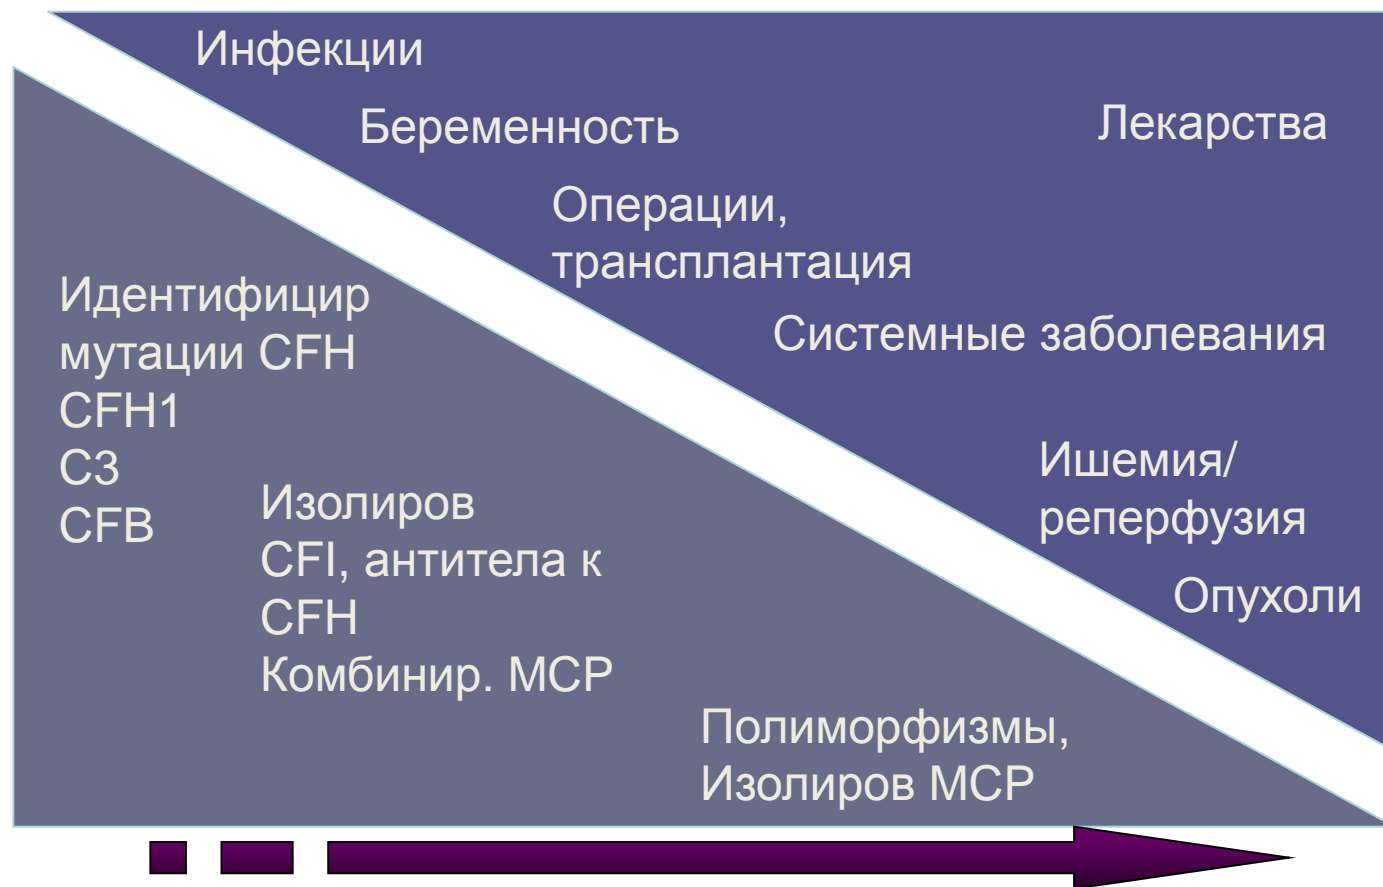 Инфекции
Беременность
Лекарства
Операции,
трансплантация
Системные заболевания
Ишемия/
реперфузия
Опухоли
Идентифицир
мутации CFH
CFH1
C3
CFB
Изолиров
CFI, антитела к
CFH
Комбинир. MCP
Полиморфизмы,
Изолиров MCP